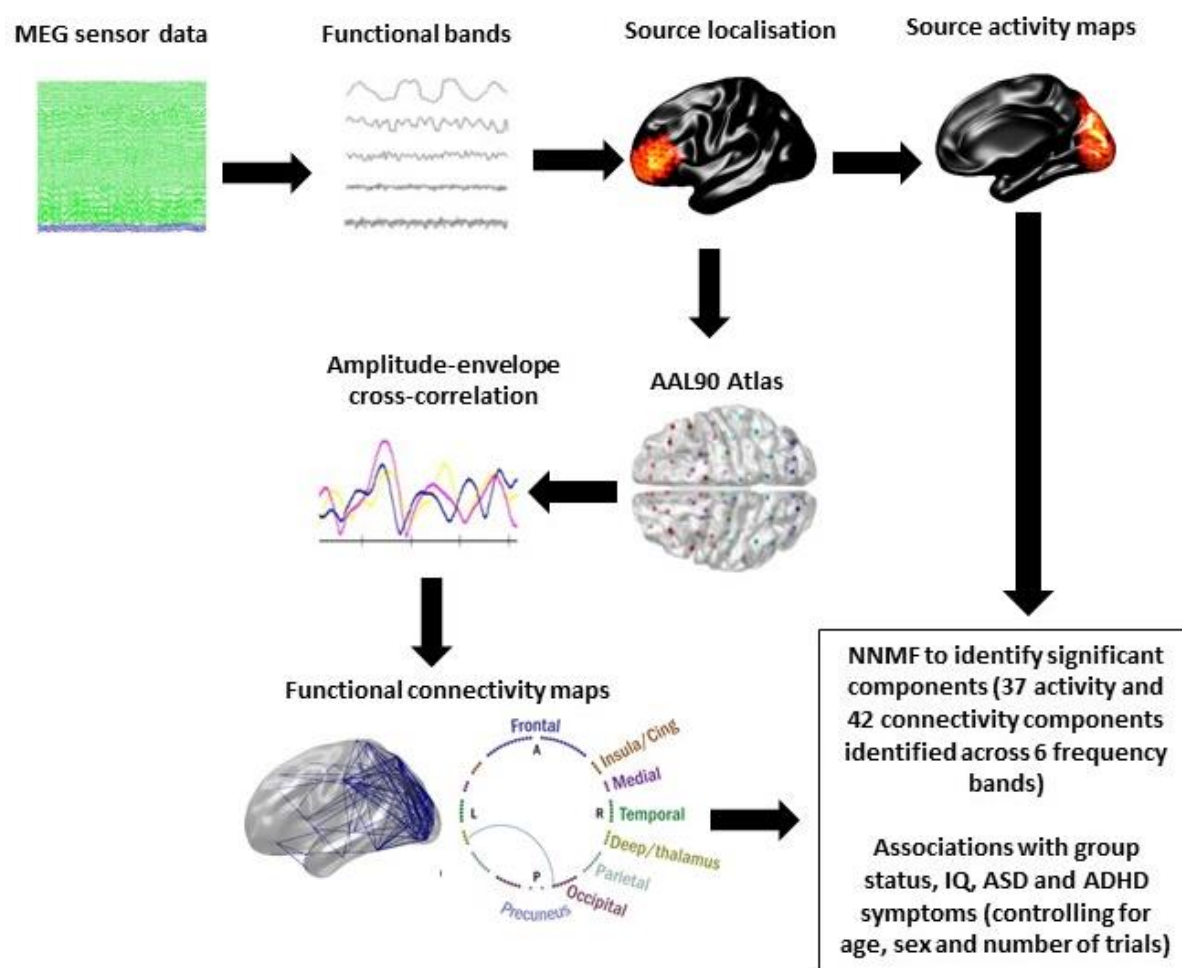 MEG sensor data
Functional bands
Source localisation
Source activity maps
Amplitude-envelope
cross-correlation
AAL90 Atlas
Functional connectivity maps
Frontal
A
Insula/Cing
Medial
L
R
Temporal
Deep/thalamus
Parietal
P
Occipital
Precuneus
NNMF to identify significant
components (37 activity and
42 connectivity components
identified across 6 frequency
bands)
Associations with group
status, IQ, ASD and ADHD
symptoms (controlling for
age, sex and number of trials)